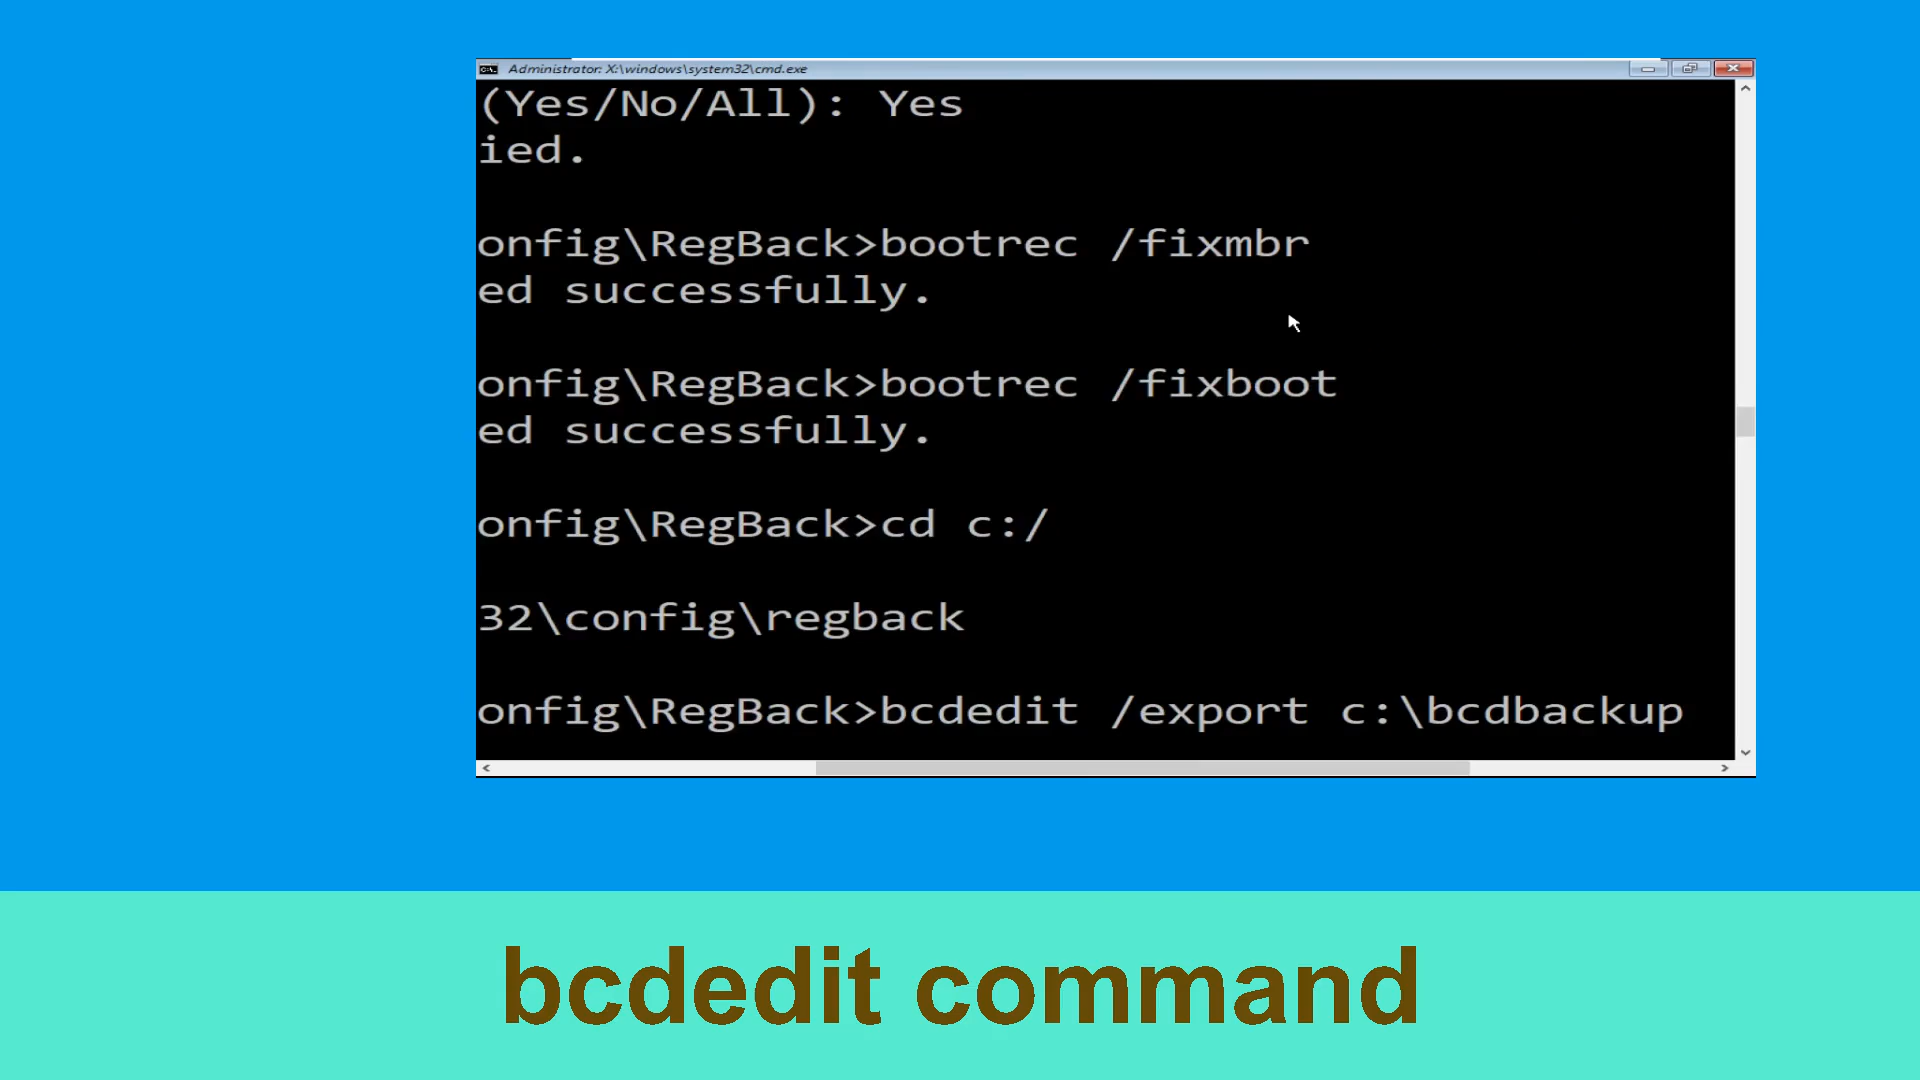 Administrator: X:\windows\system32\cmd.exe
(Yes/No/All): Yes
ied.
onfig\RegBack>bootrec /fixmbr
ed successfully.
onfig\RegBack>bootrec /fixboot
ed successfully.
onfig\RegBack>cd c:/
32\config\regback
onfig\RegBack>bcdedit /export c:\bcdbackup
bcdedit command